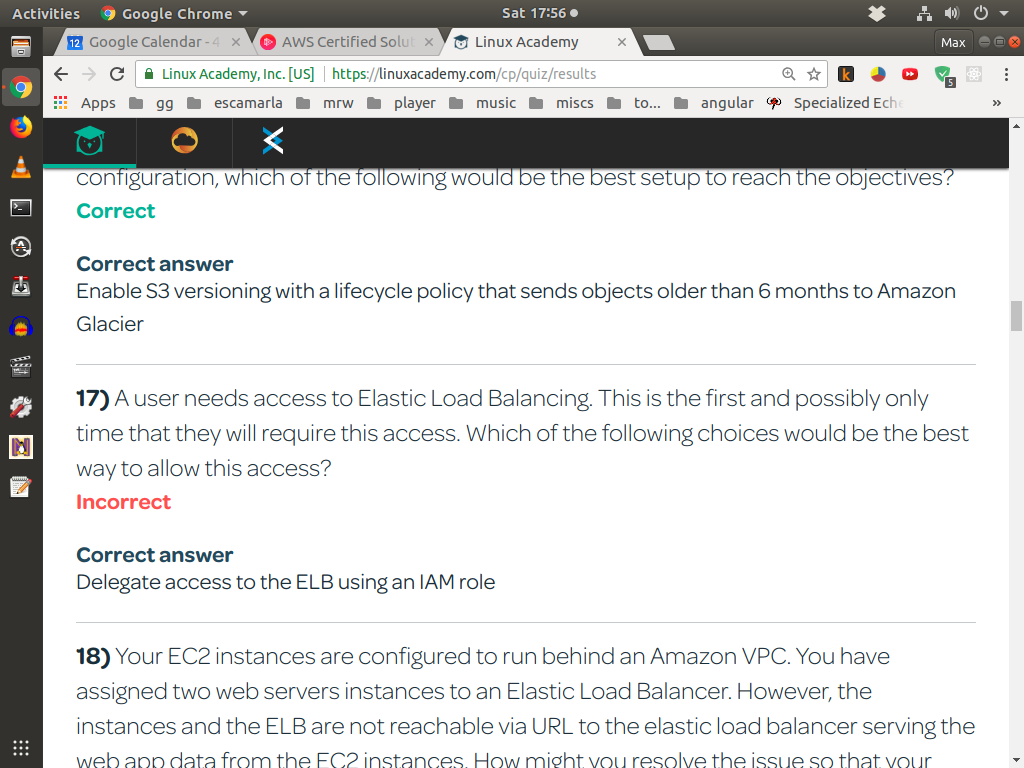 Activities Google Chrome Sat 17:56
Google Calendar - 4 AWS Certified Solut Linux Academy Max
Linux Academy, Inc. [US] https://linuxacademy.com/cp/quiz/results 5
Apps gg escamarla mrw player music miscs to... angular Specialized Eche »
configuration, which of the following would be the best setup to reach the objectives?
Correct
Correct answer
Enable S3 versioning with a lifecycle policy that sends objects older than 6 months to Amazon
Glacier
17) A user needs access to Elastic Load Balancing. This is the first and possibly only
time that they will require this access. Which of the following choices would be the best
way to allow this access?
Incorrect
Correct answer
Delegate access to the ELB using an IAM role
18) Your EC2 instances are configured to run behind an Amazon VPC. You have
assigned two web servers instances to an Elastic Load Balancer. However, the
instances and the ELB are not reachable via URL to the elastic load balancer serving the
web app data from the EC2 instances. How might you resolve the issue so that your